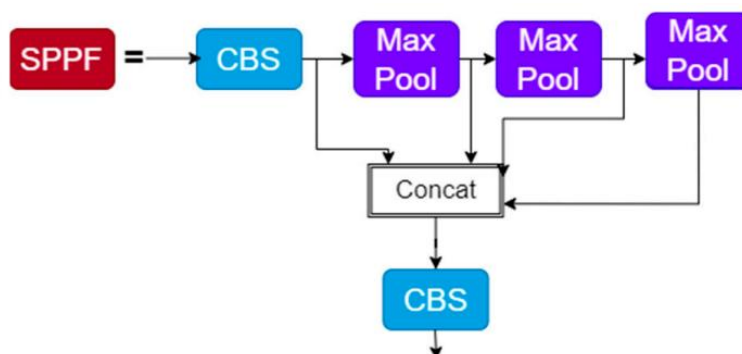 SPPF
=
CBS
Max
Pool
Max
Pool
Max
Pool
Concat
CBS